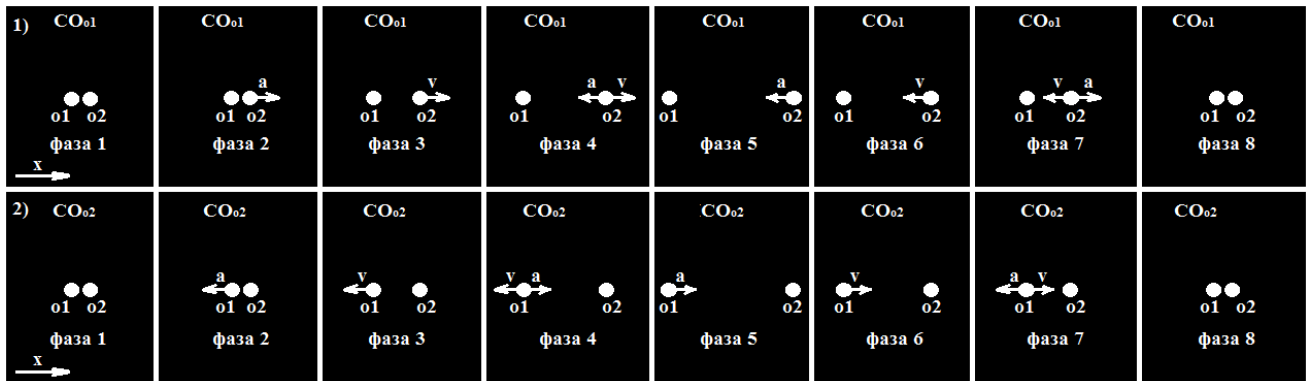 1) COo1 COo1 COo1 COo1 COo1 COo1 COo1 COo1
a v a v a v v a
o1 o2 o1 o2 o1 o2 o1 o2 o1 o2 o1 o2 o1 o2 o1 o2
фаза 1 фаза 2 фаза 3 фаза 4 фаза 5 фаза 6 фаза 7 фаза 8
x
2) COo2 COo2 COo2 COo2 COo2 COo2 COo2 COo2
a v v a a v a v
o1 o2 o1 o2 o1 o2 o1 o2 o1 o2 o1 o2 o1 o2 o1 o2
фаза 1 фаза 2 фаза 3 фаза 4 фаза 5 фаза 6 фаза 7 фаза 8
x